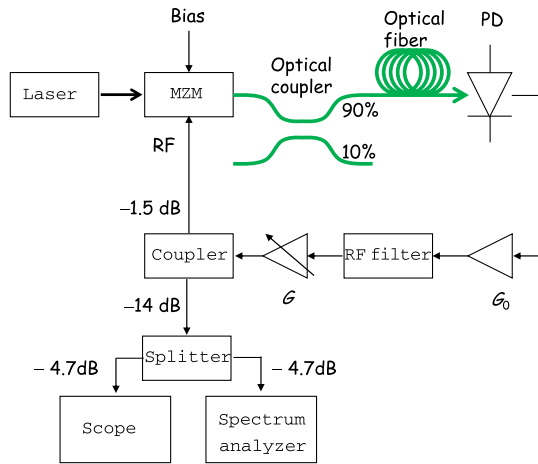 Bias
Optical
fiber
PD
Optical
coupler
Laser
MZM
90%
RF
10%
−1.5 dB
Coupler
RF filter
G
G0
−14 dB
Splitter
− 4.7dB
− 4.7dB
Scope
Spectrum
analyzer